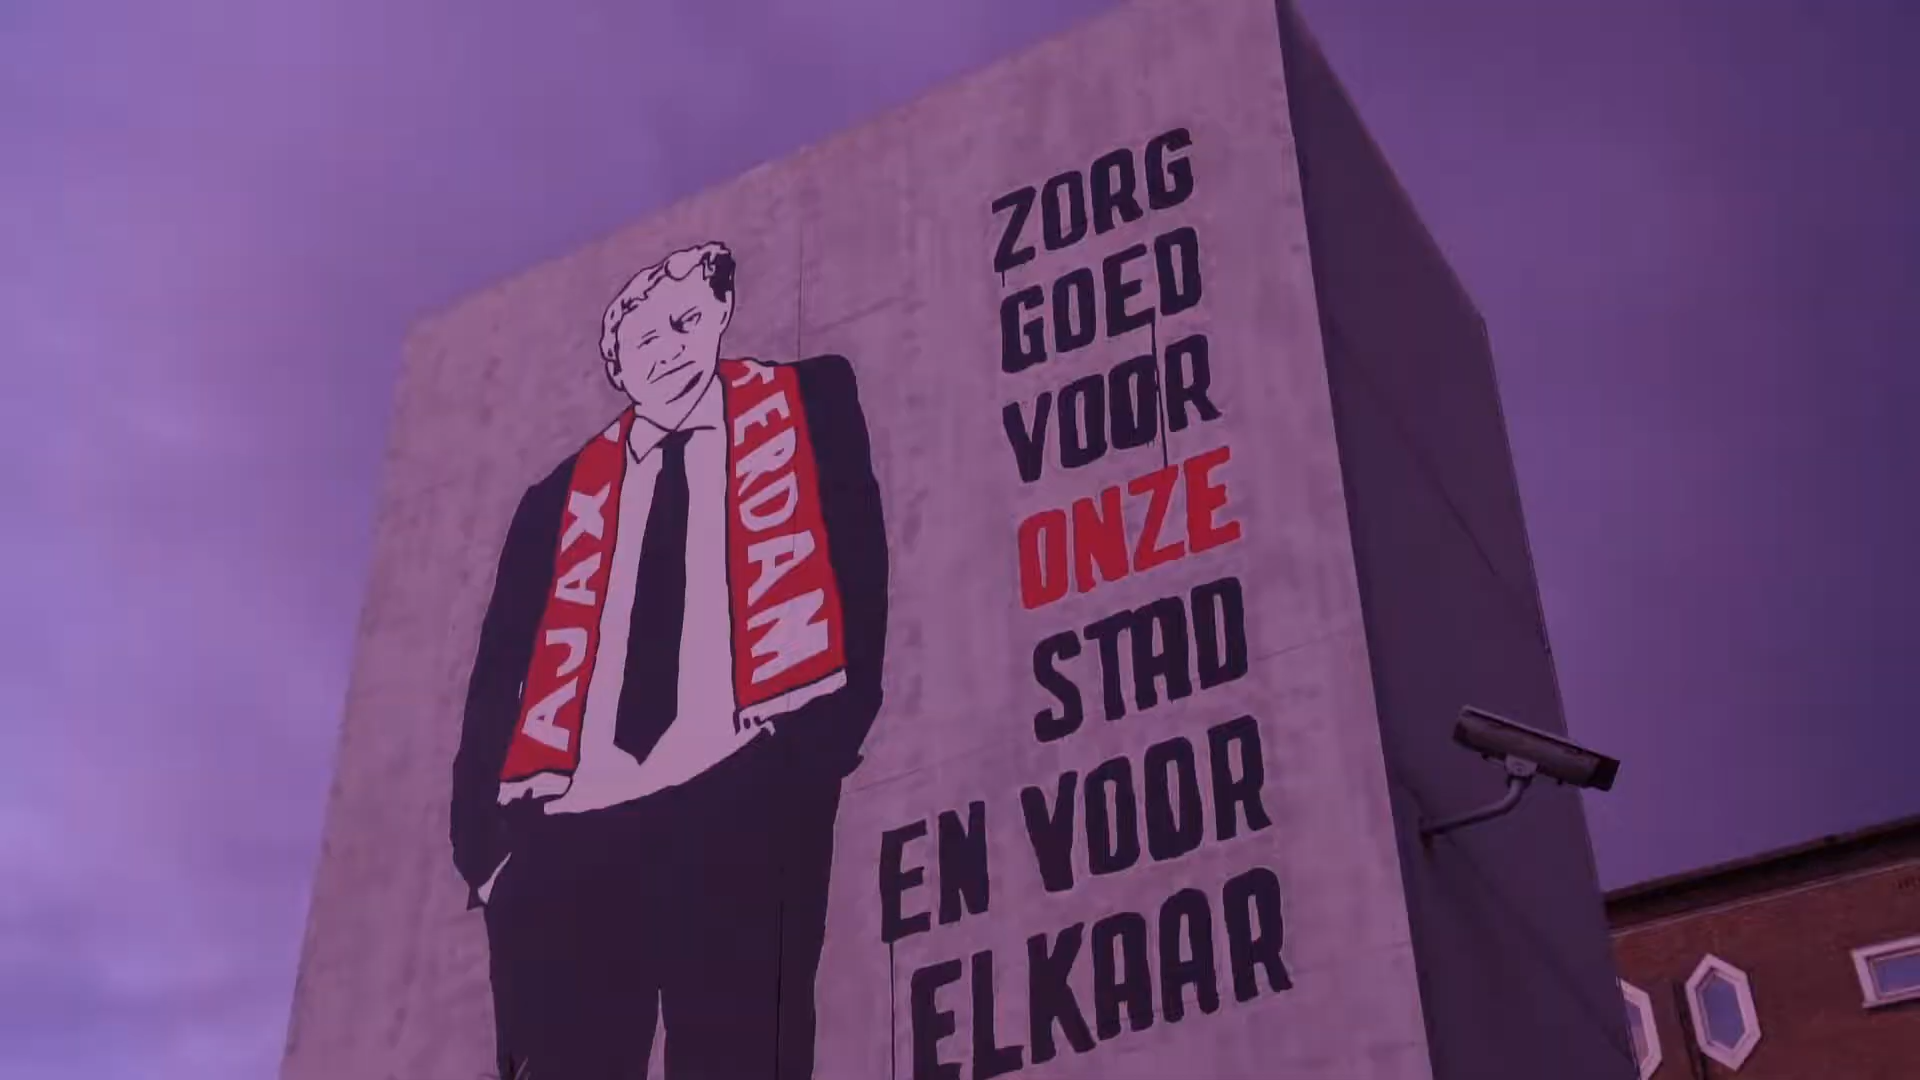 AJAX
ERDAM
ZORG
GOED
VOOR
ONZE
STAD
EN VOOR
ELKAAR